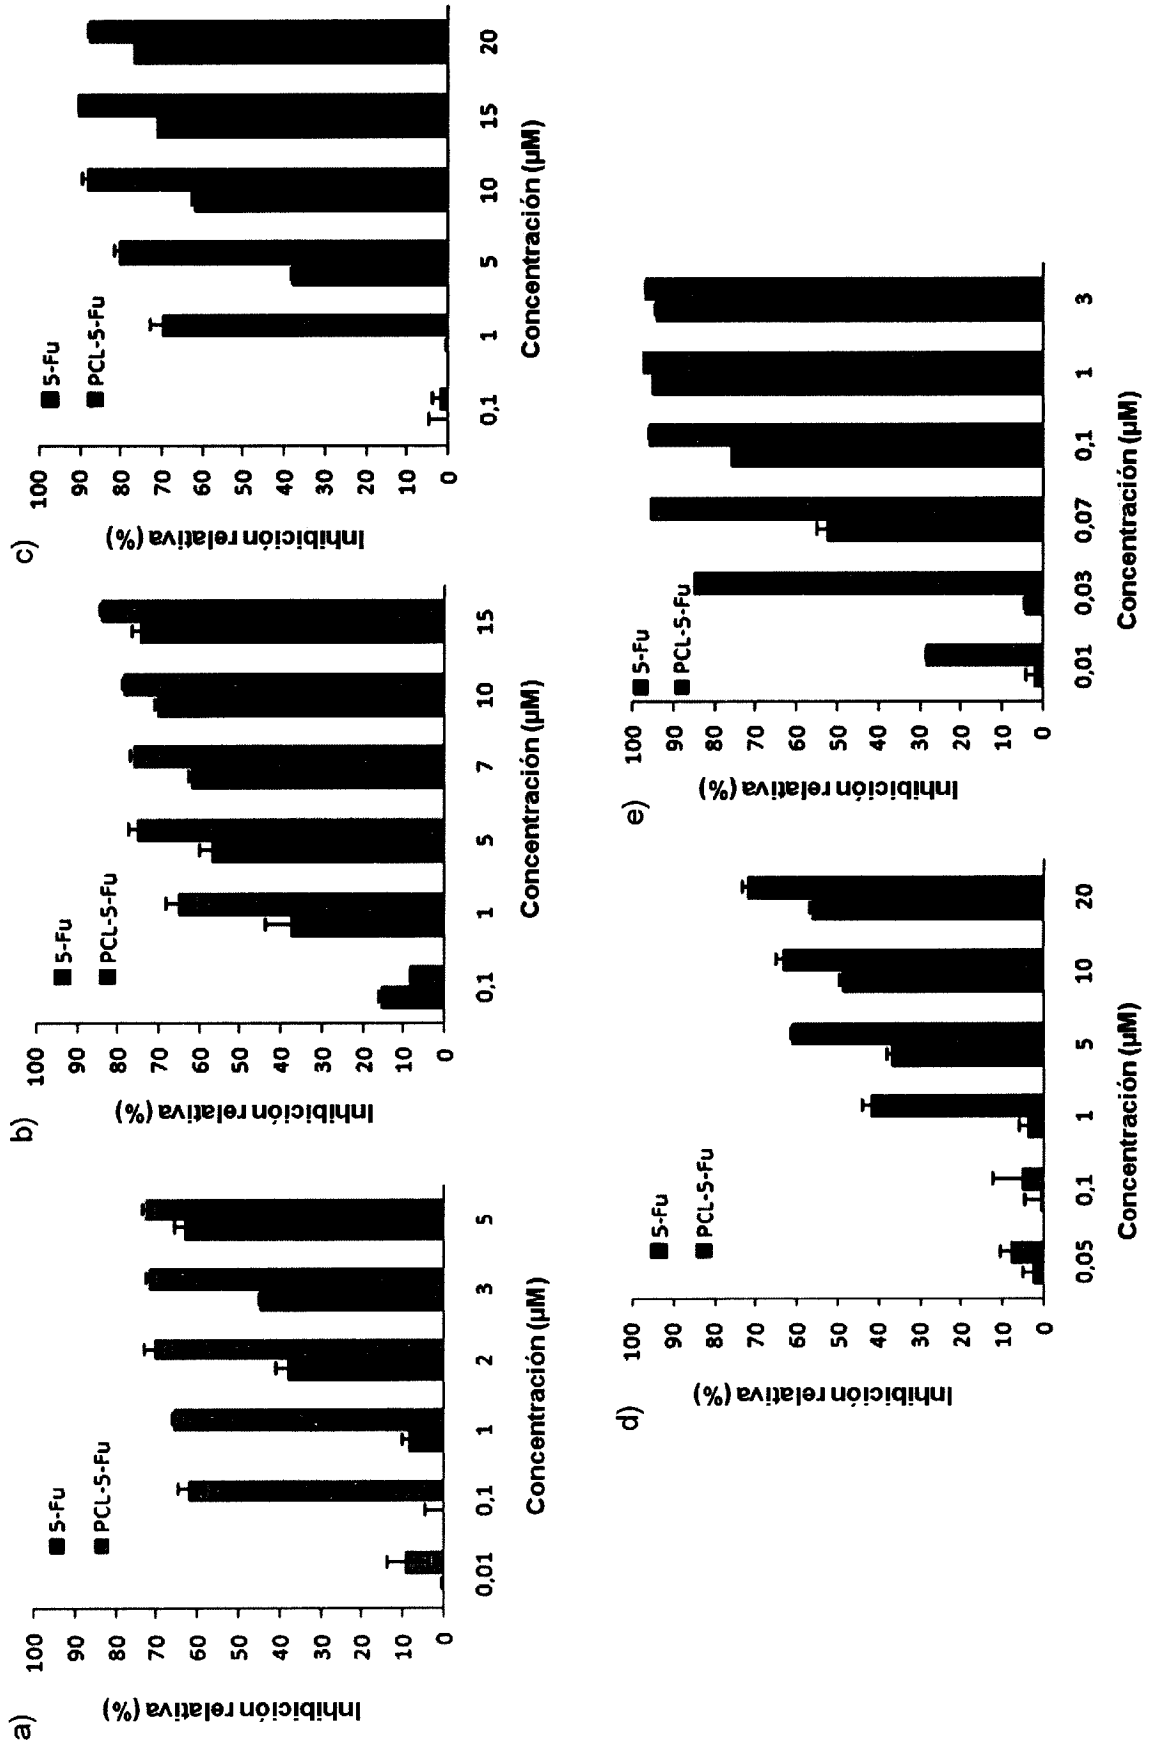 a)
Inhibición relativa (%)
100
90
80
70
60
50
40
30
20
10
0
5-Fu
PCL-5-Fu
0,01 0,1 1 2 3 5
Concentración (µM)
b)
Inhibición relativa (%)
100
90
80
70
60
50
40
30
20
10
0
5-Fu
PCL-5-Fu
0,1 1 5 7 10 15
Concentración (µM)
c)
Inhibición relativa (%)
100
90
80
70
60
50
40
30
20
10
0
5-Fu
PCL-5-Fu
0,1 1 5 10 15 20
Concentración (µM)
d)
Inhibición relativa (%)
100
90
80
70
60
50
40
30
20
10
0
5-Fu
PCL-5-Fu
0,05 0,1 1 5 10 20
Concentración (µM)
e)
Inhibición relativa (%)
100
90
80
70
60
50
40
30
20
10
0
5-Fu
PCL-5-Fu
0,01 0,03 0,07 0,1 1 3
Concentración (µM)